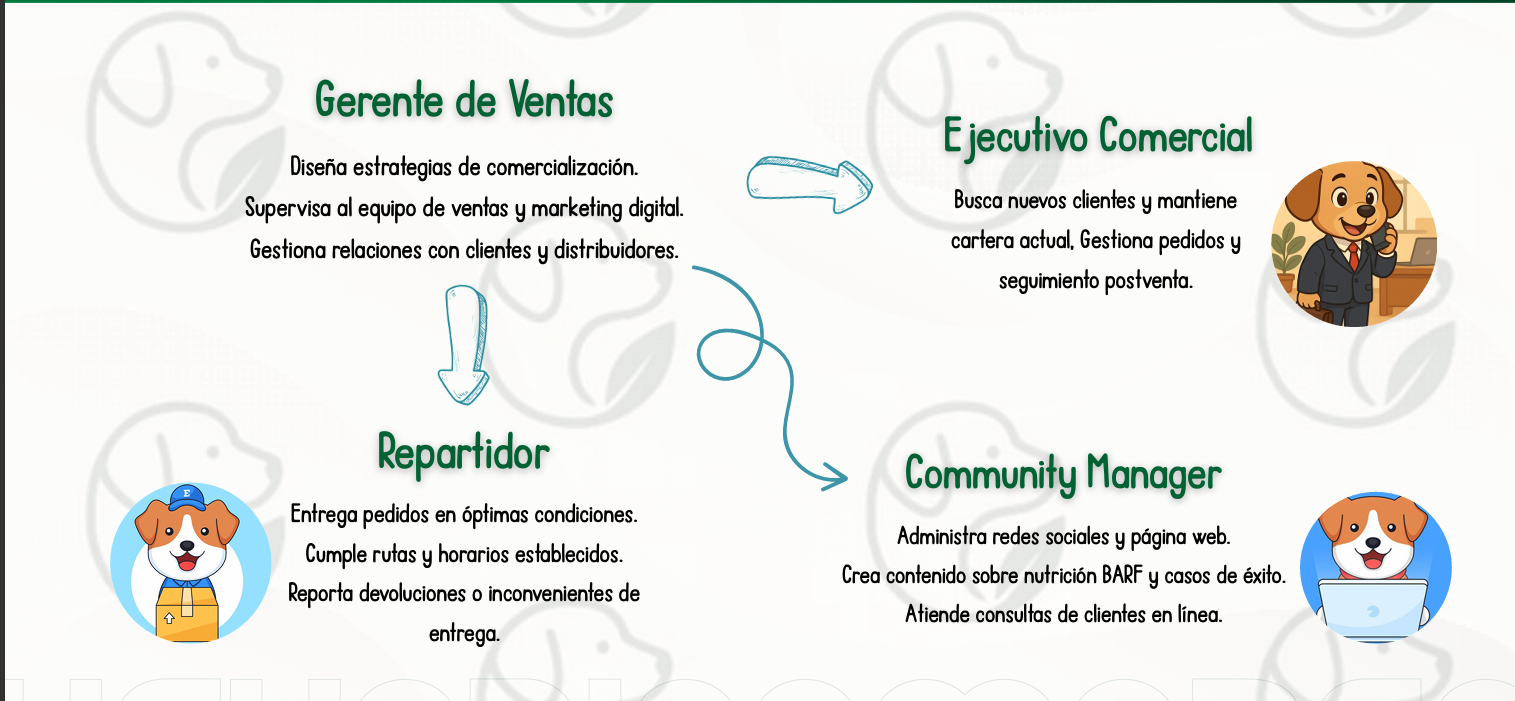 Gerente de Ventas
Diseña estrategias de comercialización.
Supervisa al equipo de ventas y marketing digital.
Gestiona relaciones con clientes y distribuidores.
Ejecutivo Comercial
Busca nuevos clientes y mantiene
cartera actual, Gestiona pedidos y
seguimiento postventa.
Repartidor
E
Entrega pedidos en óptimas condiciones.
Cumple rutas y horarios establecidos.
Reporta devoluciones o inconvenientes de
entrega.
Community Manager
Administra redes sociales y página web.
Crea contenido sobre nutrición BARF y casos de éxito.
Atiende consultas de clientes en línea.